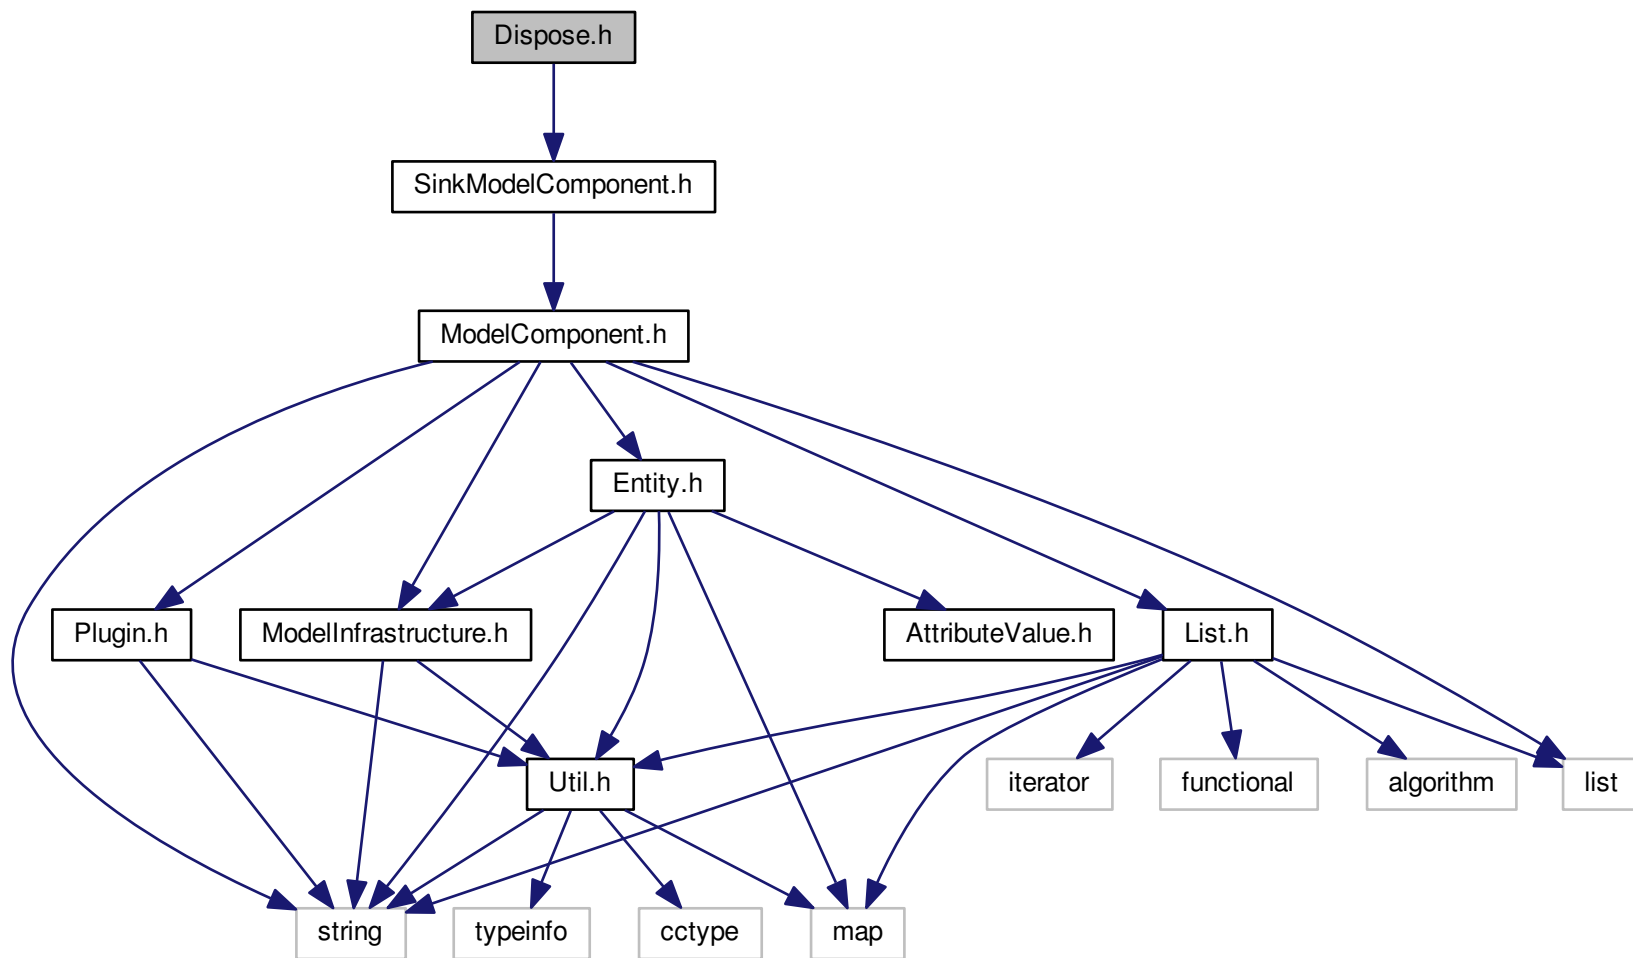 Dispose.h
SinkModelComponent.h
ModelComponent.h
Entity.h
Plugin.h
ModelInfrastructure.h
AttributeValue.h
List.h
Util.h
iterator
functional
algorithm
list
string
typeinfo
cctype
map